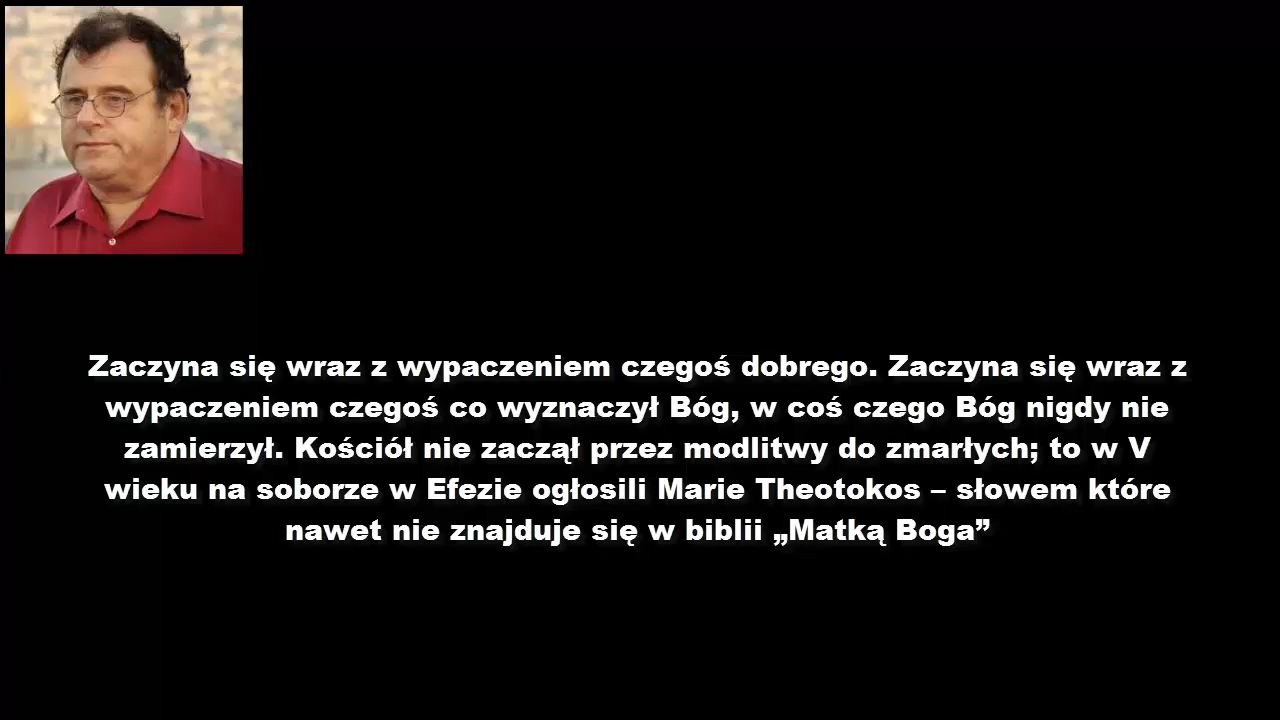 Zaczyna się wraz z wypaczeniem czegoś dobrego. Zaczyna się wraz z
wypaczeniem czegoś co wyznaczył Bóg, w coś czego Bóg nigdy nie
zamierzył. Kościół nie zaczął przez modlitwy do zmarłych; to w V
wieku na soborze w Efezie ogłosili Marie Theotokos – słowem które
nawet nie znajduje się w biblii „Matką Boga”